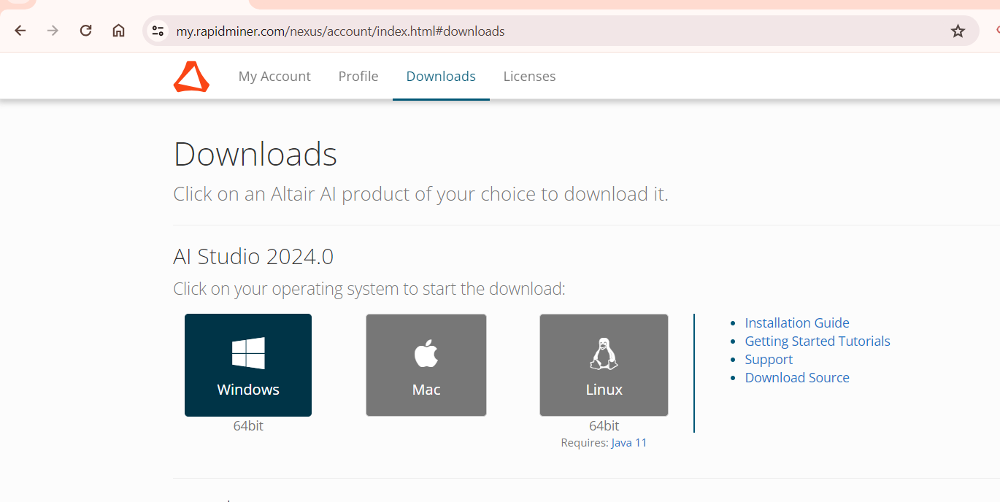 my.rapidminer.com/nexus/account/index.html#downloads
My Account Profile Downloads Licenses
Downloads
Click on an Altair AI product of your choice to download it.
AI Studio 2024.0
Click on your operating system to start the download:
Windows
64bit
Mac
Linux
64bit
Requires: Java 11
Installation Guide
Getting Started Tutorials
Support
Download Source